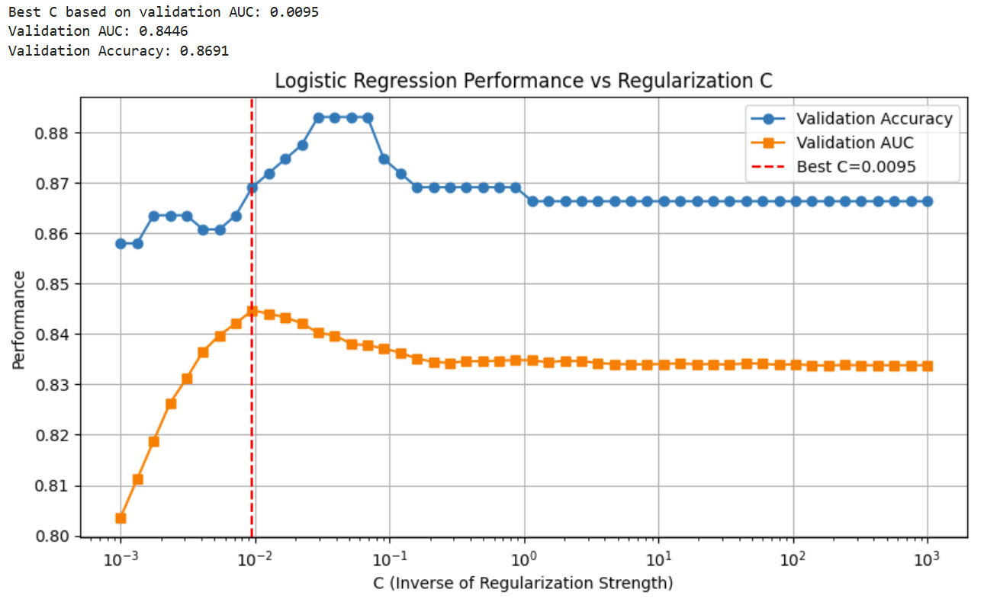 Best C based on validation AUC: 0.0095
Validation AUC: 0.8446
Validation Accuracy: 0.8691
Logistic Regression Performance vs Regularization C
Validation Accuracy
Validation AUC
Best C=0.0095
Performance
0.88
0.87
0.86
0.85
0.84
0.83
0.82
0.81
0.80
10⁻³
10⁻²
10⁻¹
10⁰
10¹
10²
10³
C (Inverse of Regularization Strength)